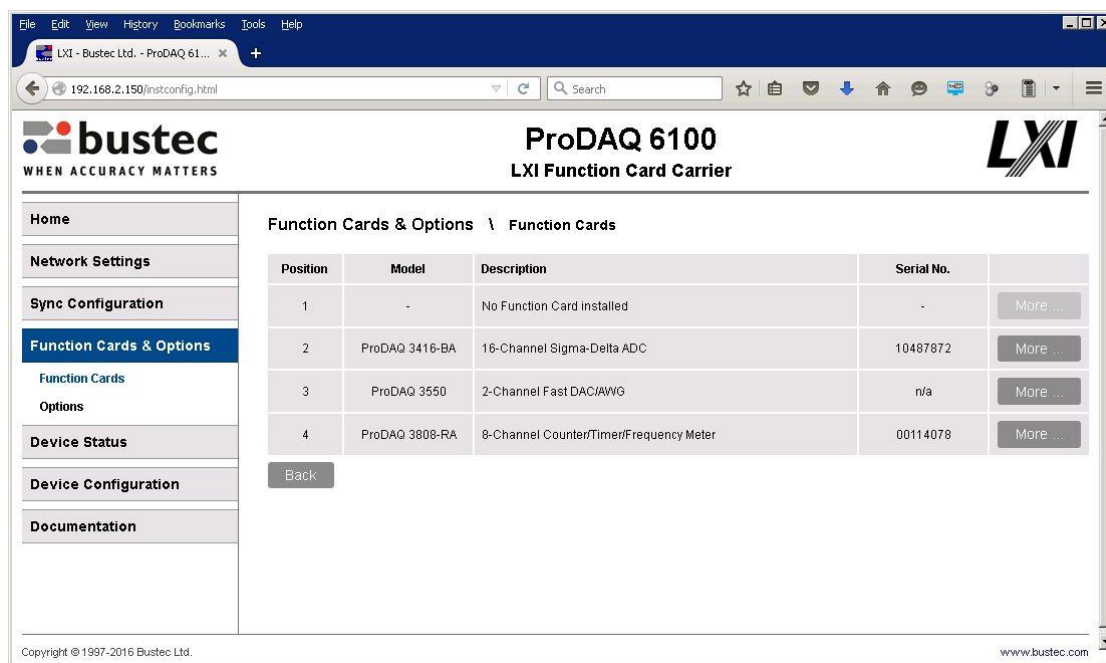 File Edit View History Bookmarks Tools Help
LXI - Bustec Ltd. - ProDAQ 61...
192.168.2.150/instconfig.html
Search
bustec
WHEN ACCURACY MATTERS
ProDAQ 6100
LXI Function Card Carrier
LXI
Home
Network Settings
Sync Configuration
Function Cards & Options
Function Cards
Options
Device Status
Device Configuration
Documentation
Function Cards & Options \ Function Cards
Position Model Description Serial No.
1 - No Function Card installed - More ...
2 ProDAQ 3416-BA 16-Channel Sigma-Delta ADC 10487872 More ...
3 ProDAQ 3550 2-Channel Fast DAC/AWG n/a More ...
4 ProDAQ 3808-RA 8-Channel Counter/Timer/Frequency Meter 00114078 More ...
Back
Copyright © 1997-2016 Bustec Ltd. www.bustec.com